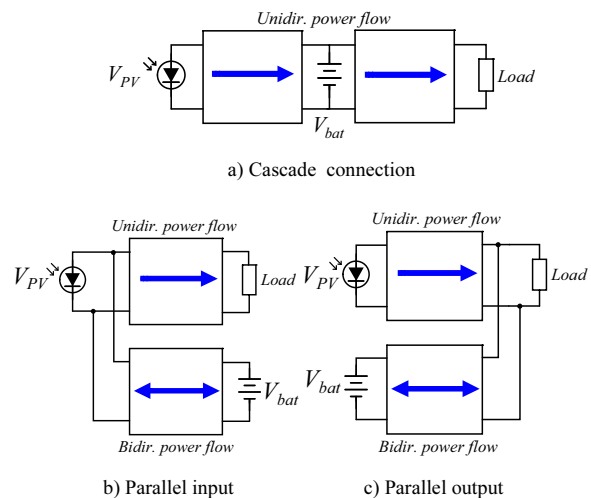 Unidir. power flow
V_PV
Load
V_bat
a) Cascade connection
Unidir. power flow
V_PV
Load
V_bat
Bidir. power flow
b) Parallel input
Unidir. power flow
V_PV
Load
V_bat
Bidir. power flow
c) Parallel output